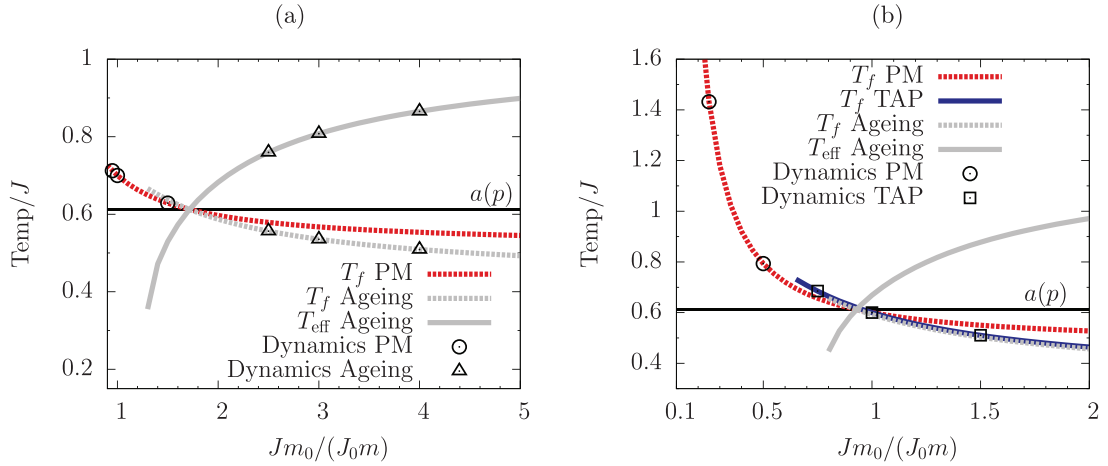 (a)
1
0.8
0.6
0.4
0.2
Temp/J
a(p)
T_f PM
T_f Ageing
T_eff Ageing
Dynamics PM
Dynamics Ageing
1 2 3 4 5
Jm_0/(J_0m)
(b)
1.6
1.4
1.2
1
0.8
0.6
0.4
Temp/J
T_f PM
T_f TAP
T_f Ageing
T_eff Ageing
Dynamics PM
Dynamics TAP
a(p)
0.1 0.5 1 1.5 2
Jm_0/(J_0m)